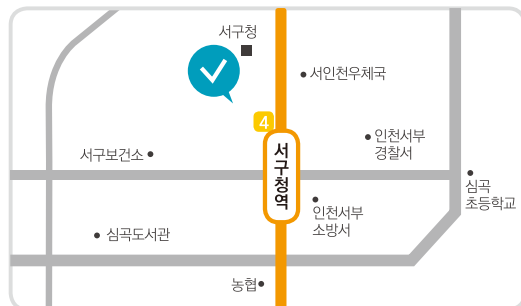 서구청
서인천우체국
4
인천서부
경찰서
서구보건소
서구청역
심곡
초등학교
인천서부
소방서
심곡도서관
농협